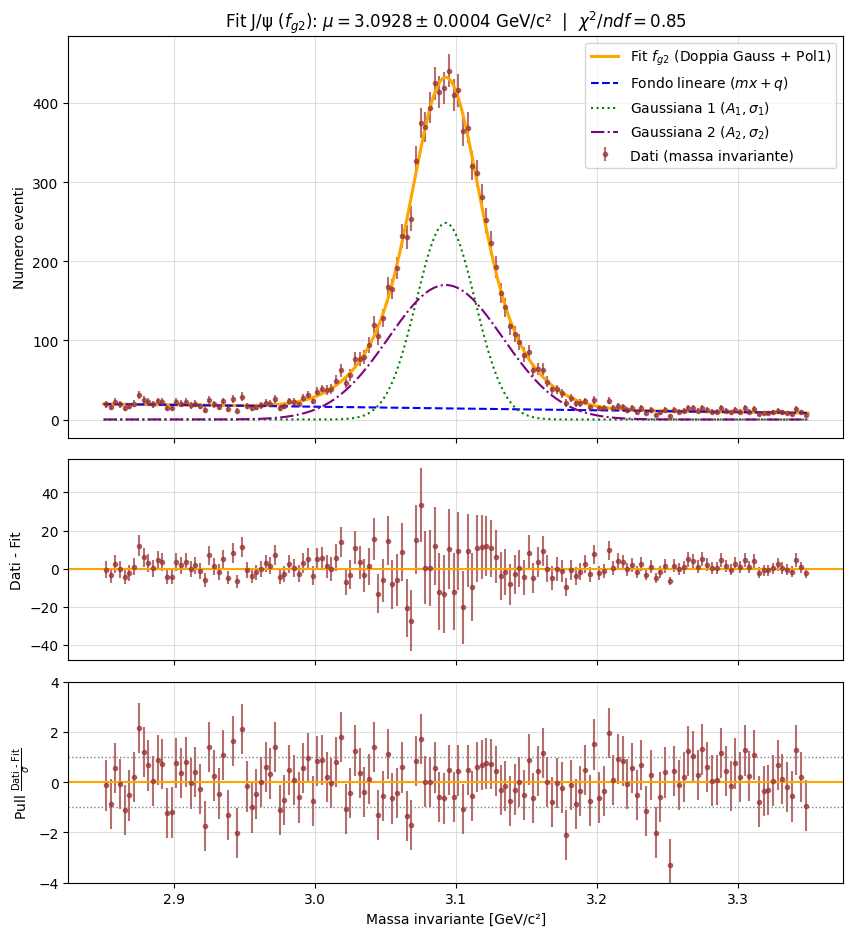 Fit J/ψ (f_g2): μ = 3.0928 ± 0.0004 GeV/c² | χ²/ndf = 0.85
Fit f_g2 (Doppia Gauss + Pol1)
Fondo lineare (mx + q)
Gaussiana 1 (A₁, σ₁)
Gaussiana 2 (A₂, σ₂)
Dati (massa invariante)
Numero eventi
400
300
200
100
0
Dati - Fit
40
20
0
−20
−40
Pull (Dati - Fit)/σ
4
2
0
−2
−4
2.9 3.0 3.1 3.2 3.3
Massa invariante [GeV/c²]